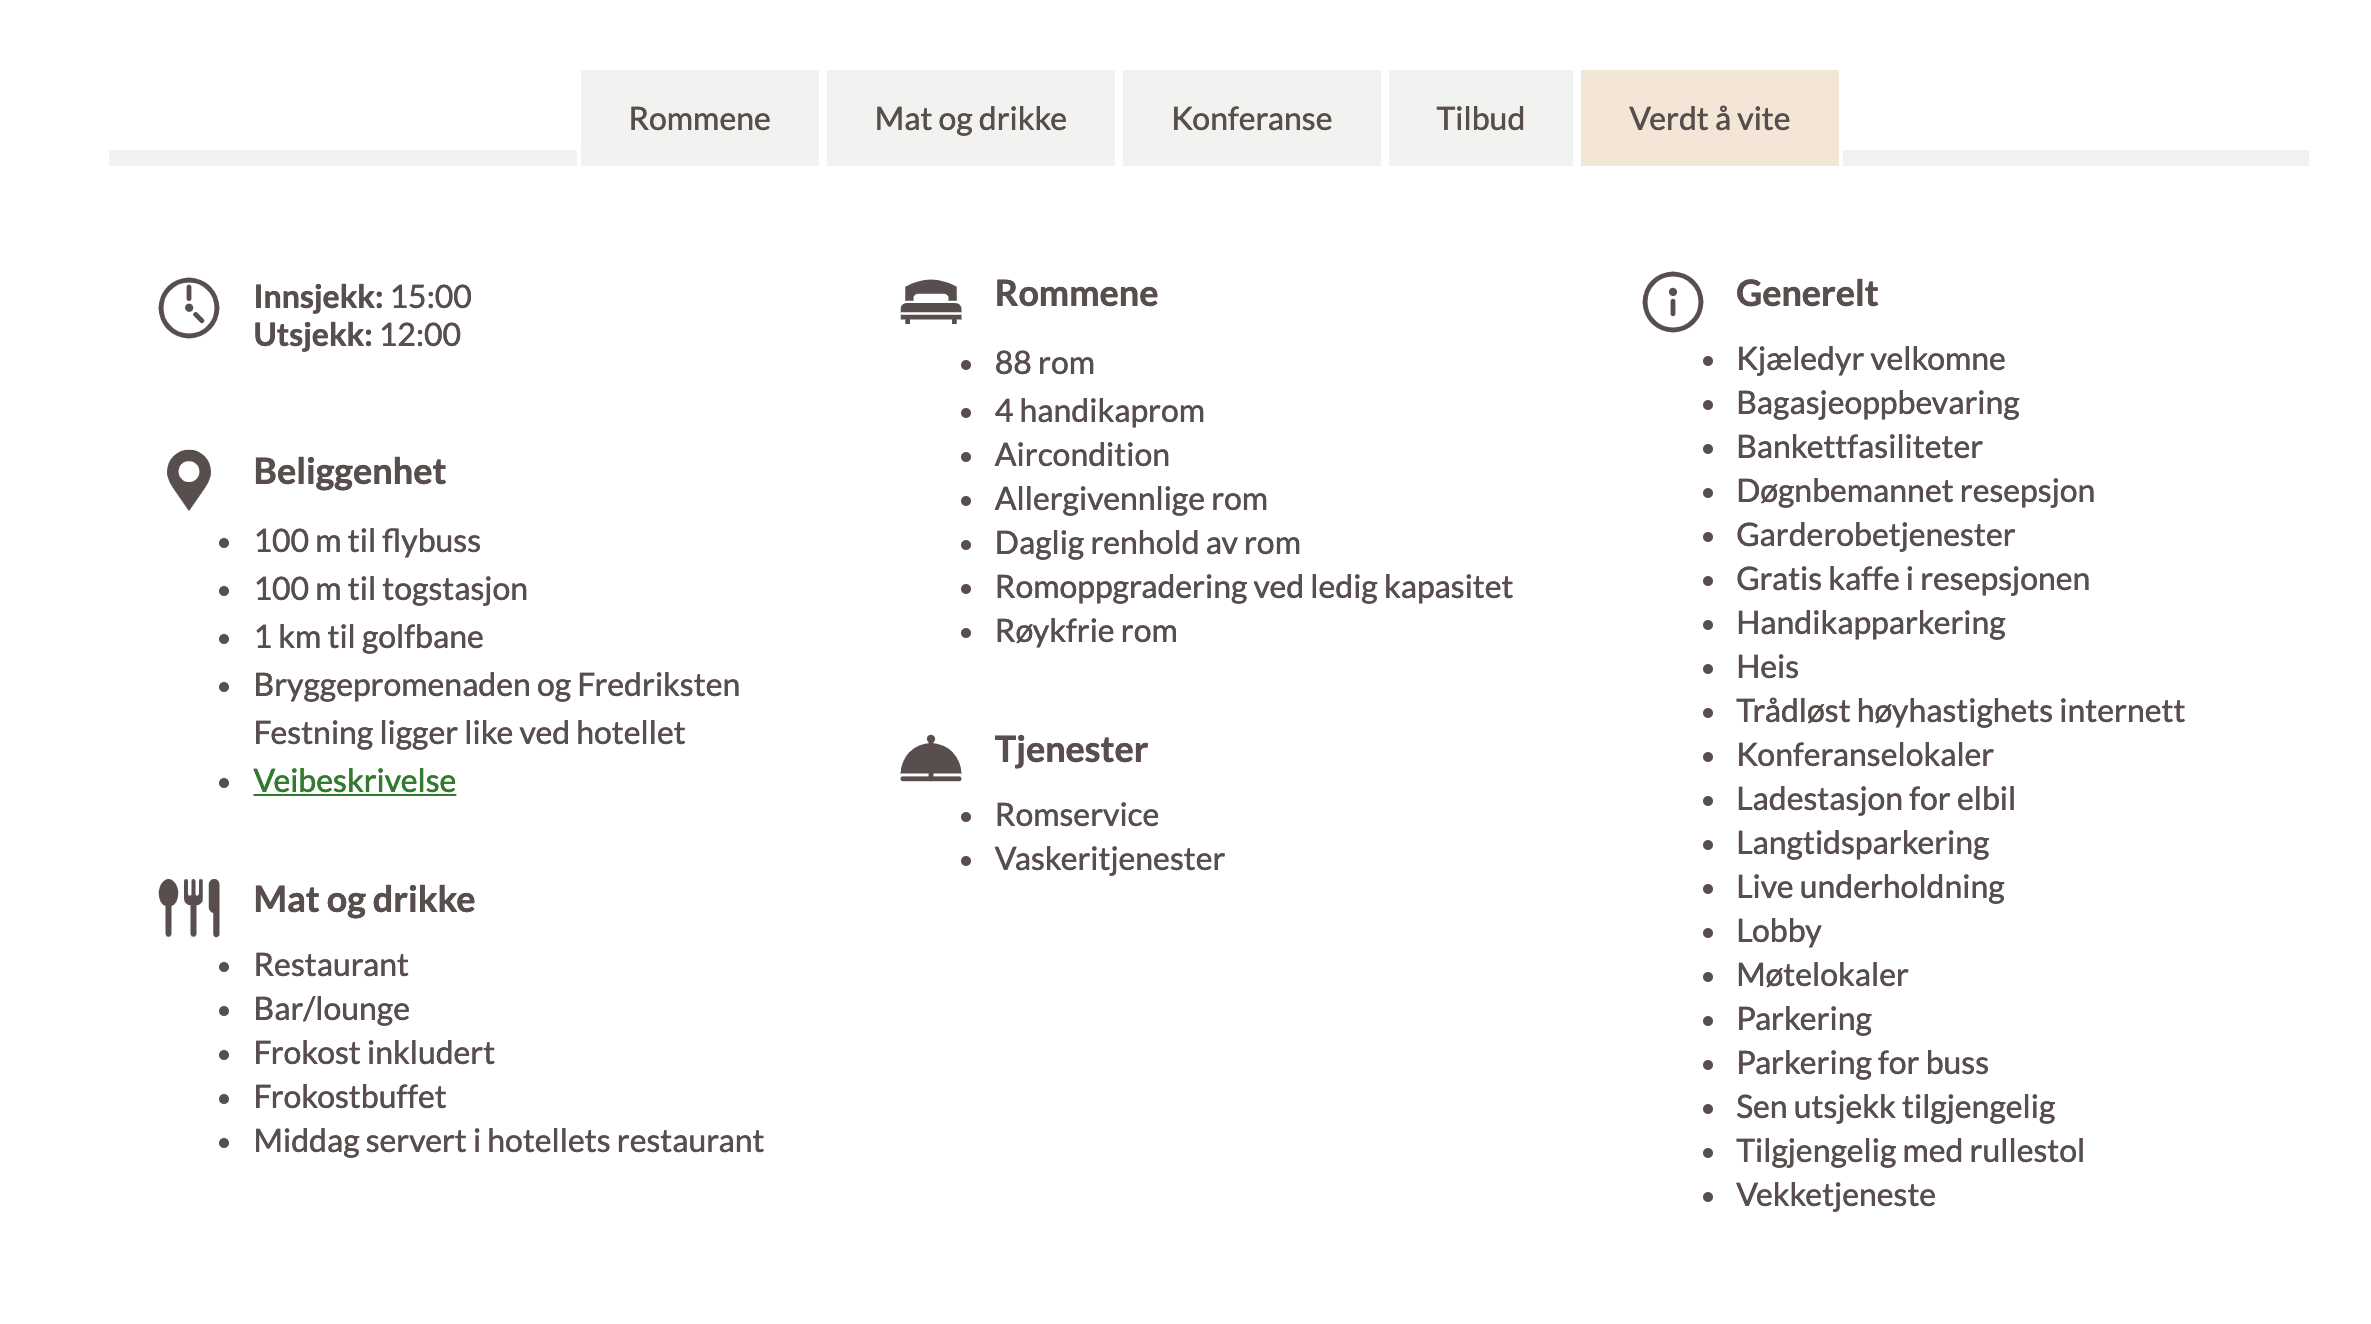 Rommene
Mat og drikke
Konferanse
Tilbud
Verdt å vite
Innsjekk: 15:00
Utsjekk: 12:00
Beliggenhet
100 m til flybuss
100 m til togstasjon
1 km til golfbane
Bryggepromenaden og Fredriksten
Festning ligger like ved hotellet
Veibeskrivelse
Mat og drikke
Restaurant
Bar/lounge
Frokost inkludert
Frokostbuffet
Middag servert i hotellets restaurant
Rommene
88 rom
4 handikaprom
Aircondition
Allergivennlige rom
Daglig renhold av rom
Romoppgradering ved ledig kapasitet
Røykfrie rom
Tjenester
Romservice
Vaskeritjenester
Generelt
Kjæledyr velkomne
Bagasjeoppbevaring
Bankettfasiliteter
Døgnbemannet resepsjon
Garderobetjenester
Gratis kaffe i resepsjonen
Handikapparkering
Heis
Trådløst høyhastighets internett
Konferanselokaler
Ladestasjon for elbil
Langtidsparkering
Live underholdning
Lobby
Møtelokaler
Parkering
Parkering for buss
Sen utsjekk tilgjengelig
Tilgjengelig med rullestol
Vekketjeneste